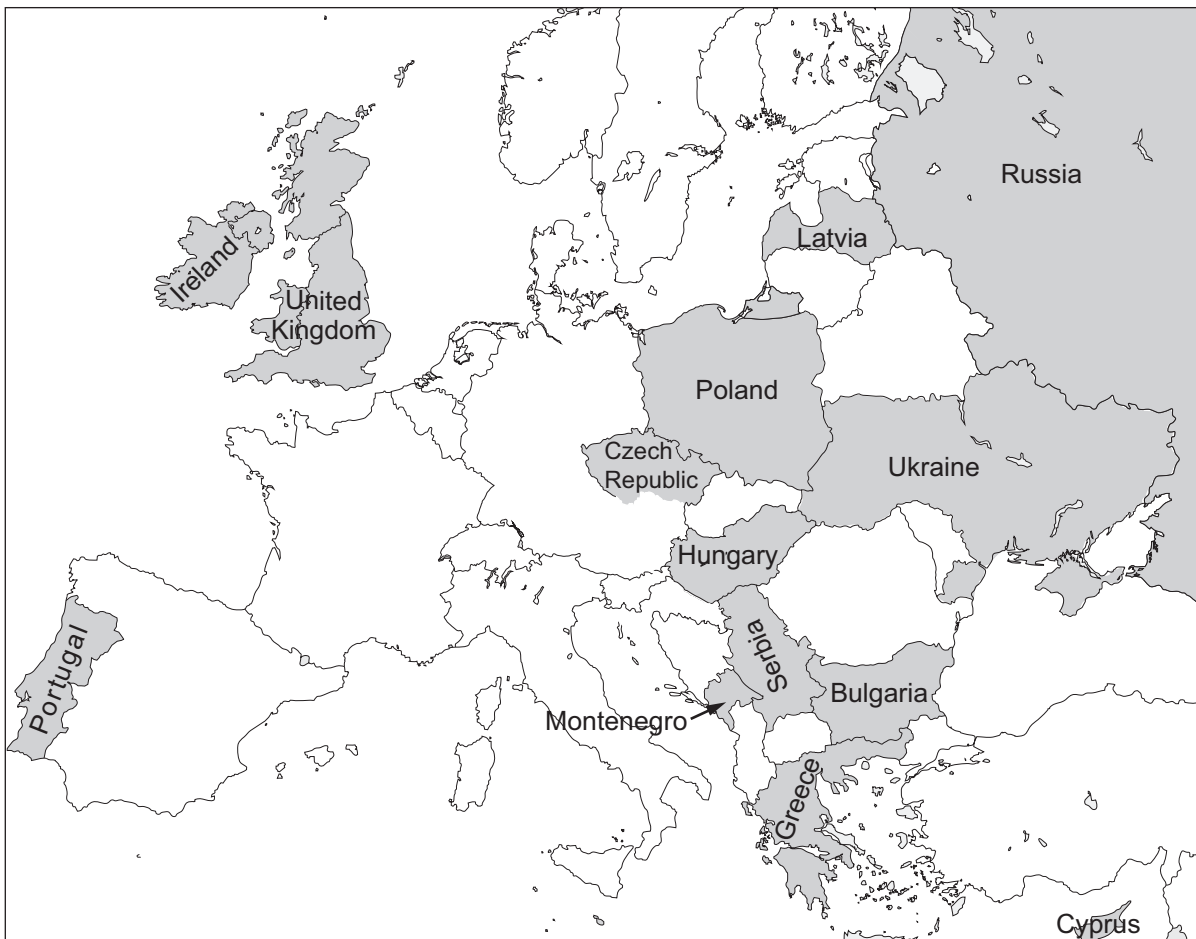 Russia
Latvia
Ireland
United
Kingdom
Poland
Czech
Republic
Ukraine
Hungary
Portugal
Serbia
Bulgaria
Montenegro
Greece
Cyprus